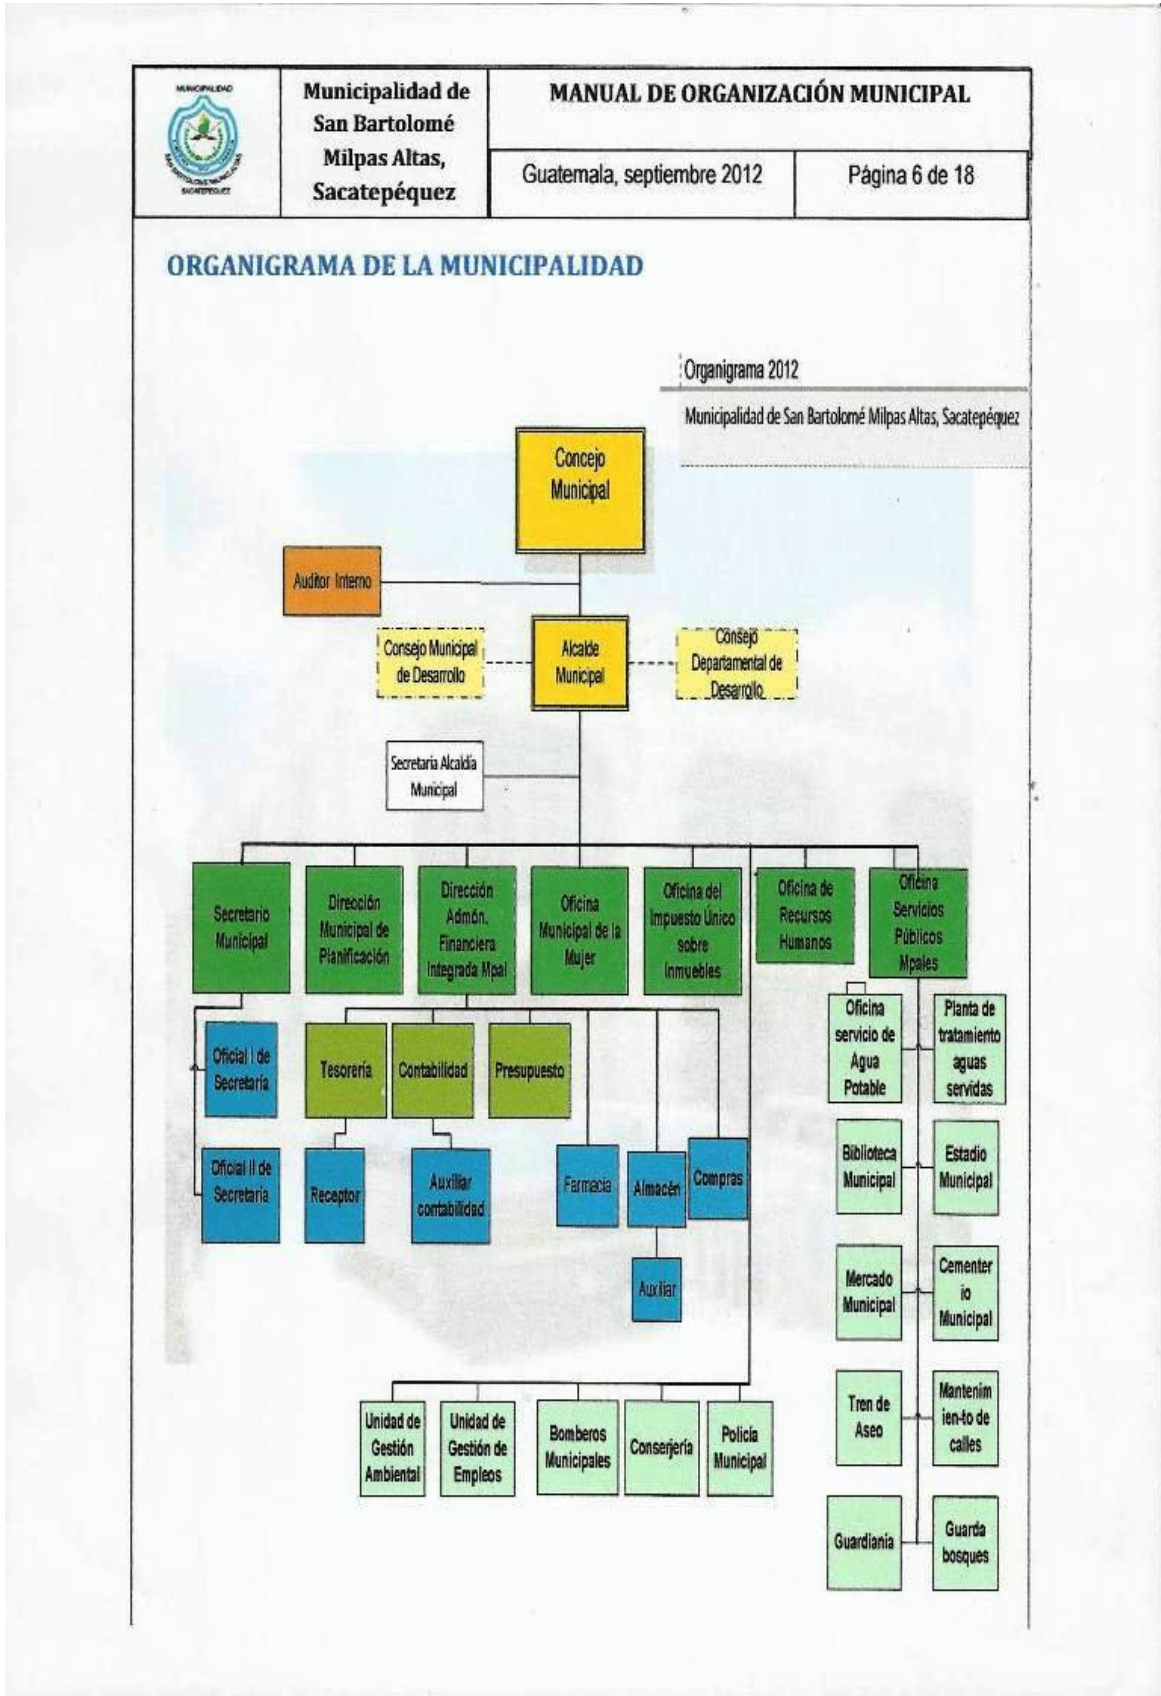 MUNICIPALIDAD
SACATEPEQUEZ
Municipalidad de
San Bartolomé
Milpas Altas,
Sacatepéquez
MANUAL DE ORGANIZACIÓN MUNICIPAL
Guatemala, septiembre 2012
Página 6 de 18
ORGANIGRAMA DE LA MUNICIPALIDAD
Organigrama 2012
Municipalidad de San Bartolomé Milpas Altas, Sacatepéquez
Concejo
Municipal
Auditor Interno
Consejo Municipal
de Desarrollo
Alcalde
Municipal
Consejo
Departamental de
Desarrollo
Secretaria Alcaldía
Municipal
Secretario
Municipal
Dirección
Municipal de
Planificación
Dirección
Admón.
Financiera
Integrada Mpal
Oficina
Municipal de la
Mujer
Oficina del
Impuesto Único
sobre
Inmuebles
Oficina de
Recursos
Humanos
Oficina
Servicios
Públicos
Mpales
Oficial I de
Secretaría
Oficial II de
Secretaria
Tesorería
Contabilidad
Presupuesto
Receptor
Auxiliar
contabilidad
Farmacia
Almacén
Compras
Auxiliar
Oficina
servicio de
Agua
Potable
Planta de
tratamiento
aguas
servidas
Biblioteca
Municipal
Estadio
Municipal
Mercado
Municipal
Cementer
io
Municipal
Tren de
Aseo
Mantenim
ien-to de
calles
Guardiania
Guarda
bosques
Unidad de
Gestión
Ambiental
Unidad de
Gestión de
Empleos
Bomberos
Municipales
Conserjería
Policía
Municipal